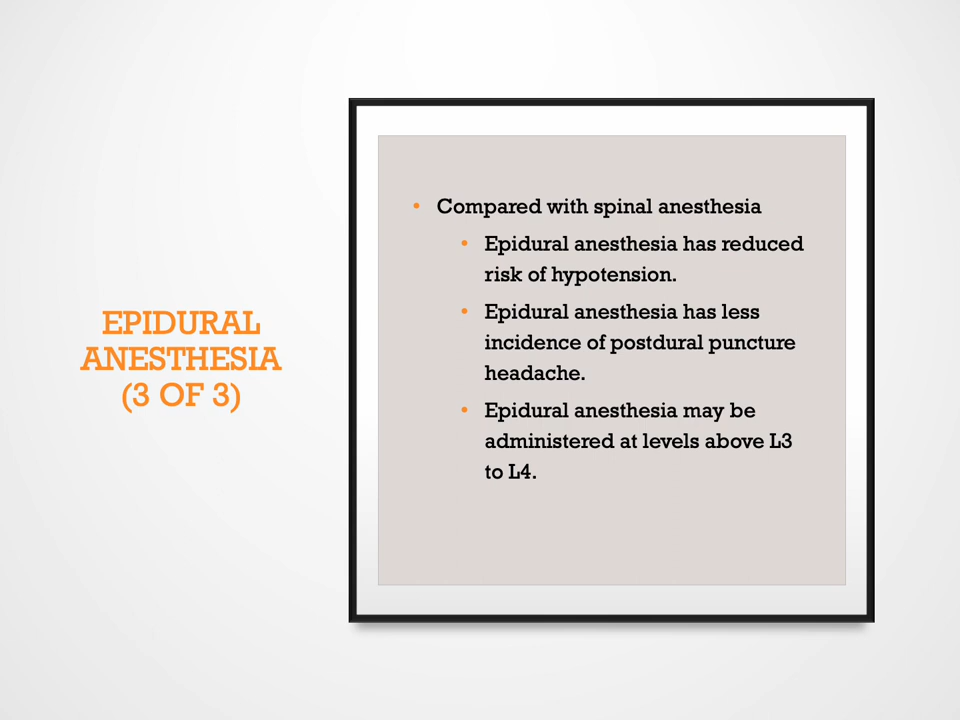 EPIDURAL
ANESTHESIA
(3 OF 3)
• Compared with spinal anesthesia
• Epidural anesthesia has reduced
risk of hypotension.
• Epidural anesthesia has less
incidence of postdural puncture
headache.
• Epidural anesthesia may be
administered at levels above L3
to L4.